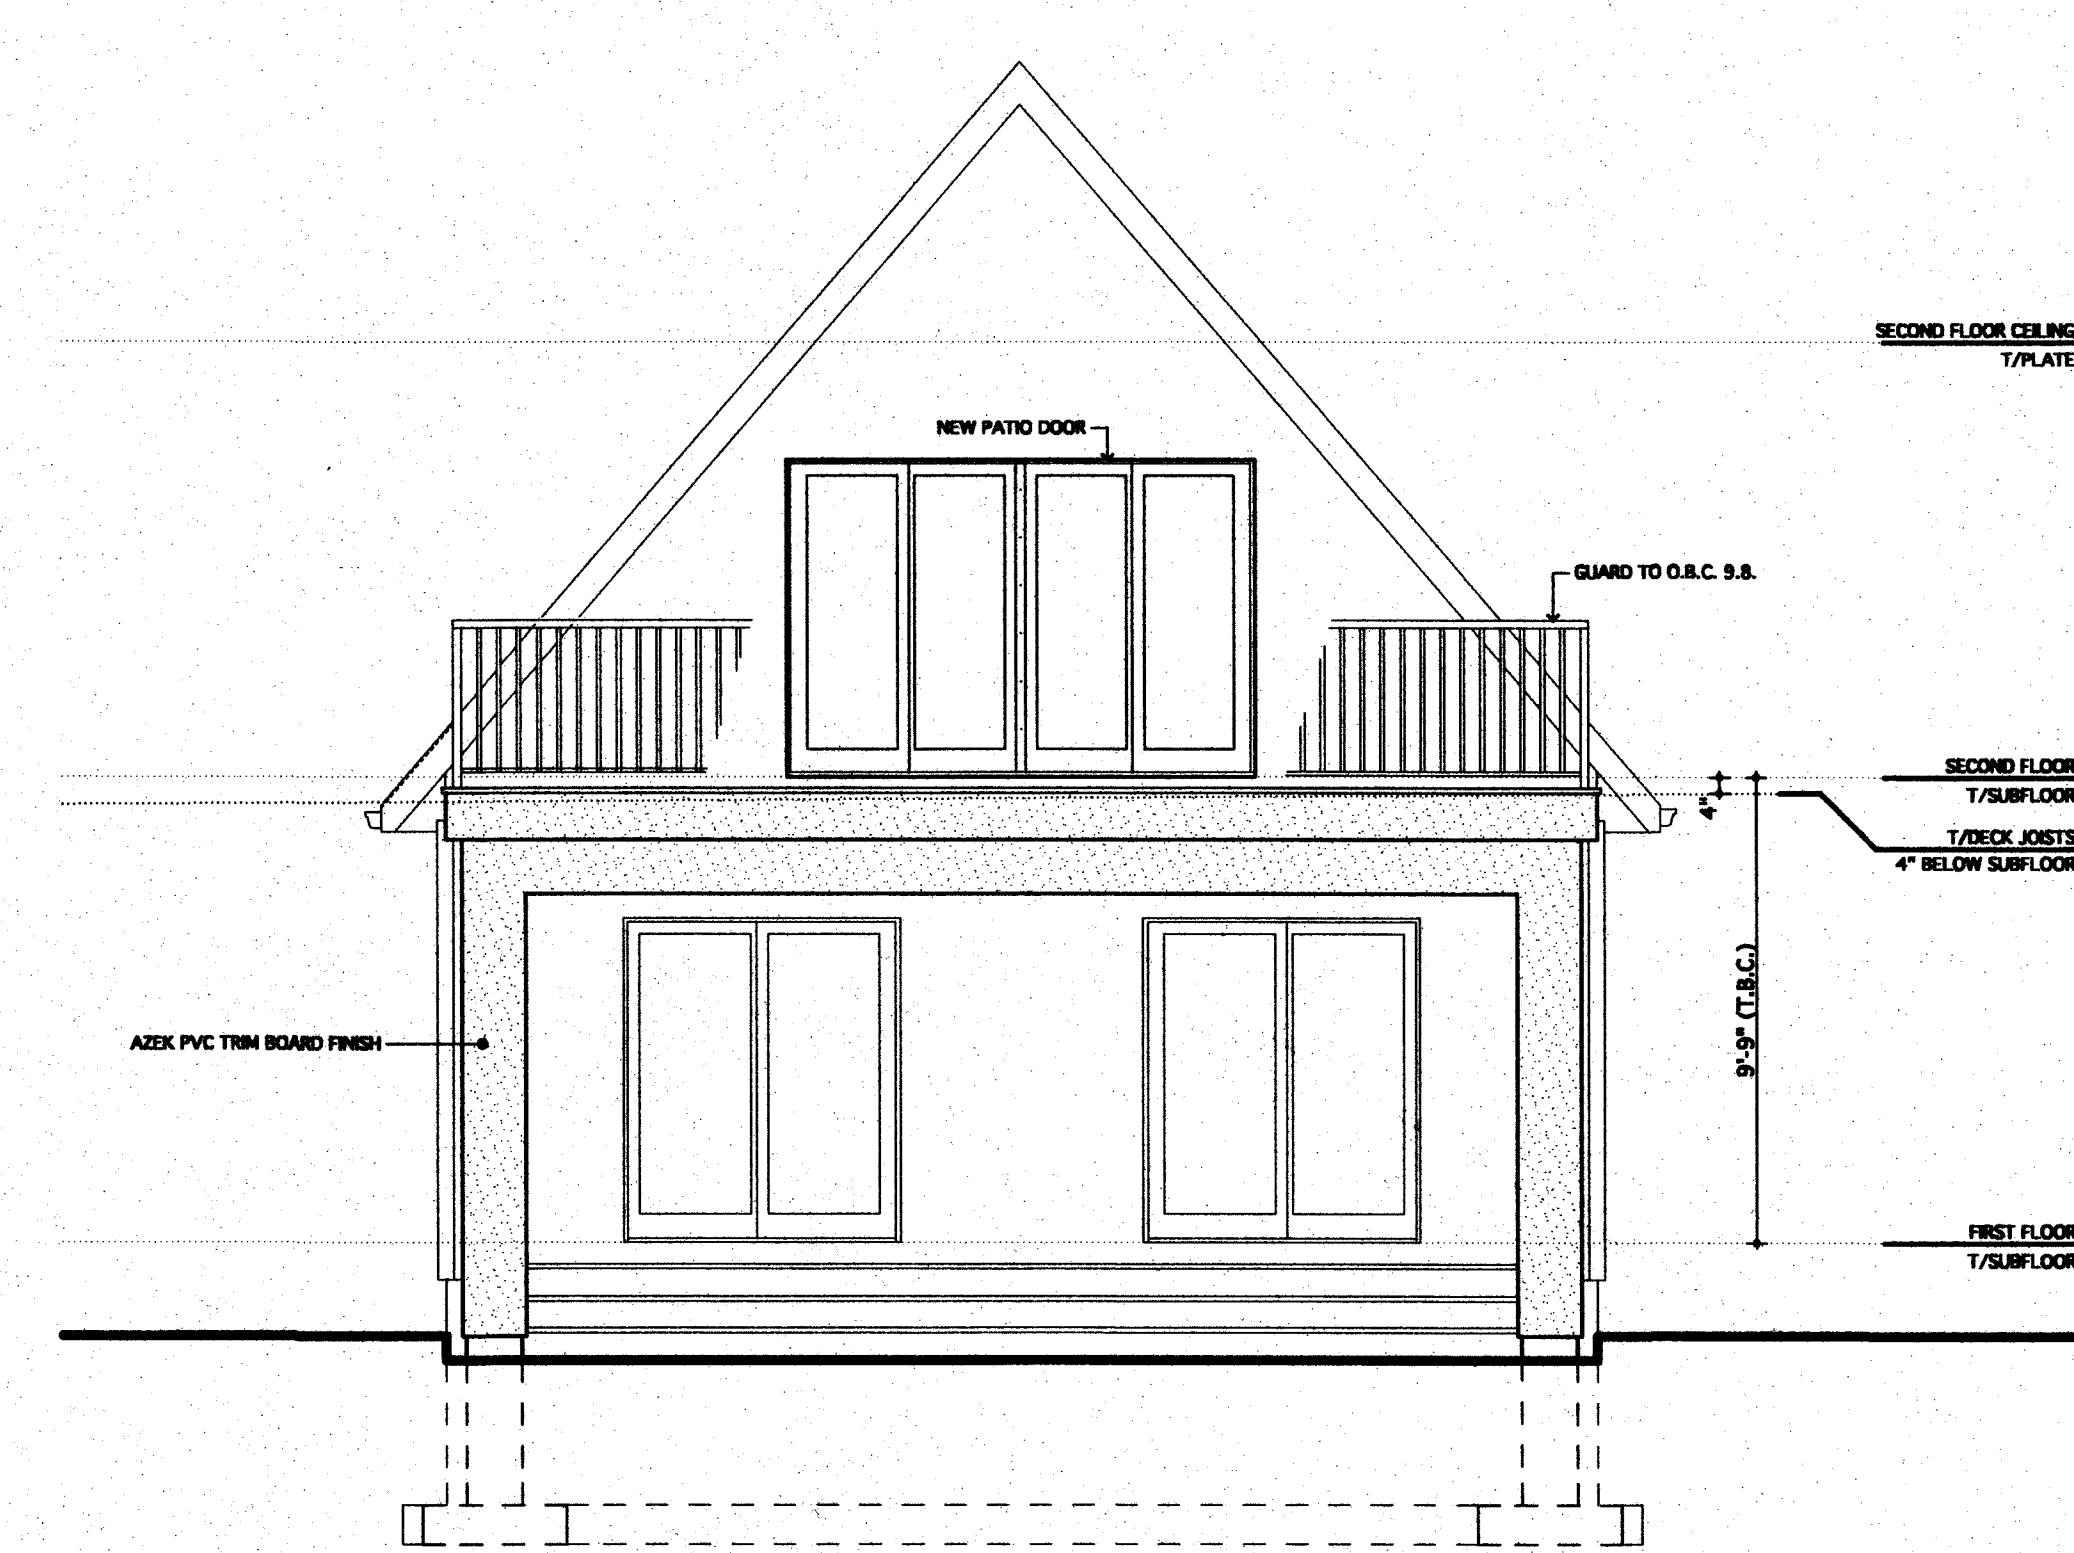 SECOND FLOOR CEILING
T/PLATE
NEW PATIO DOOR
GUARD TO O.B.C. 9.8.
SECOND FLOOR
T/SUBFLOOR
4"
T/DECK JOISTS
4" BELOW SUBFLOOR
9'-9" (T.B.C.)
AZEK PVC TRIM BOARD FINISH
FIRST FLOOR
T/SUBFLOOR